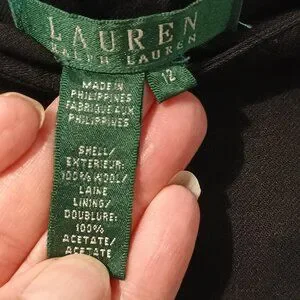 LAUREN
RALPH LAUREN
12
MADE IN
PHILIPPINES
FABRIQUE AUX
PHILIPPINES
SHELL/
EXTERIEUR:
100% WOOL/
LAINE
LINING/
DOUBLURE:
100%
ACETATE/
ACETATE